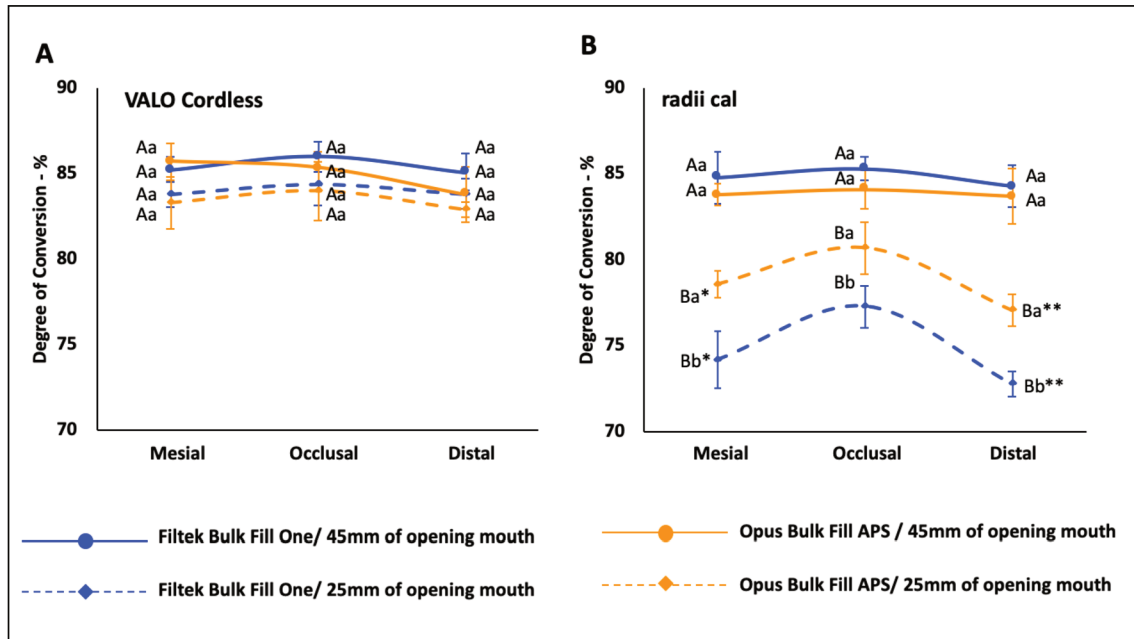 A
VALO Cordless
Degree of Conversion - %
90
85
80
75
70
Aa
Aa
Aa
Aa
Aa
Aa
Aa
Aa
Aa
Aa
Aa
Aa
Mesial
Occlusal
Distal
B
radii cal
Degree of Conversion - %
90
85
80
75
70
Aa
Aa
Aa
Aa
Aa
Aa
Ba*
Ba
Ba**
Bb*
Bb
Bb**
Mesial
Occlusal
Distal
Filtek Bulk Fill One/ 45mm of opening mouth
Opus Bulk Fill APS / 45mm of opening mouth
Filtek Bulk Fill One/ 25mm of opening mouth
Opus Bulk Fill APS/ 25mm of opening mouth